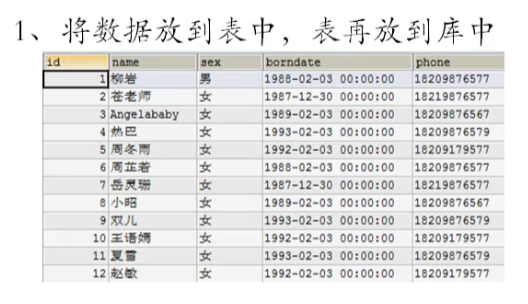 1、将数据放到表中，表再放到库中
id name sex borndate phone
1 柳岩 男 1988-02-03 00:00:00 18209876577
2 苍老师 女 1987-12-30 00:00:00 18219876577
3 Angelababy 女 1989-02-03 00:00:00 18209876567
4 热巴 女 1993-02-03 00:00:00 18209876579
5 周冬雨 女 1992-02-03 00:00:00 18209179577
6 周芷若 女 1988-02-03 00:00:00 18209876577
7 岳灵珊 女 1987-12-30 00:00:00 18219876577
8 小昭 女 1989-02-03 00:00:00 18209876567
9 双儿 女 1993-02-03 00:00:00 18209876579
10 王语嫣 女 1992-02-03 00:00:00 18209179577
11 夏雪 女 1993-02-03 00:00:00 18209876579
12 赵敏 女 1992-02-03 00:00:00 18209179577